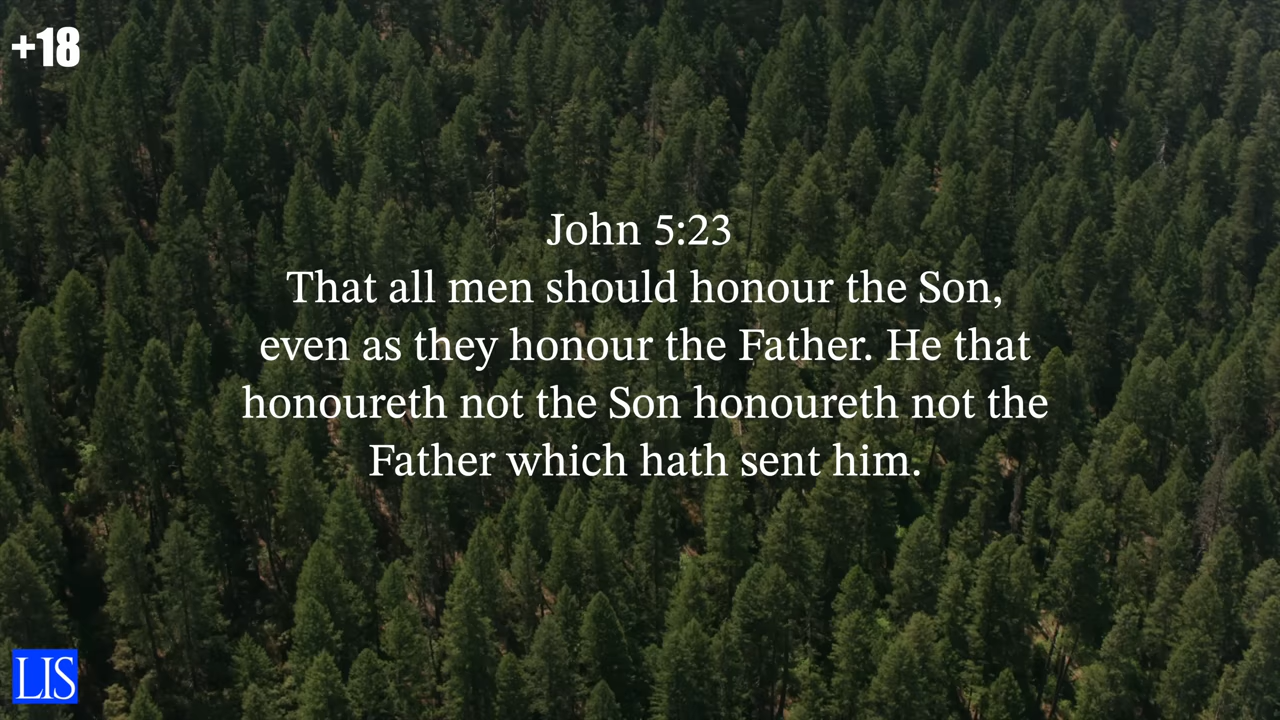 +18
John 5:23
That all men should honour the Son,
even as they honour the Father. He that
honoureth not the Son honoureth not the
Father which hath sent him.
LIS